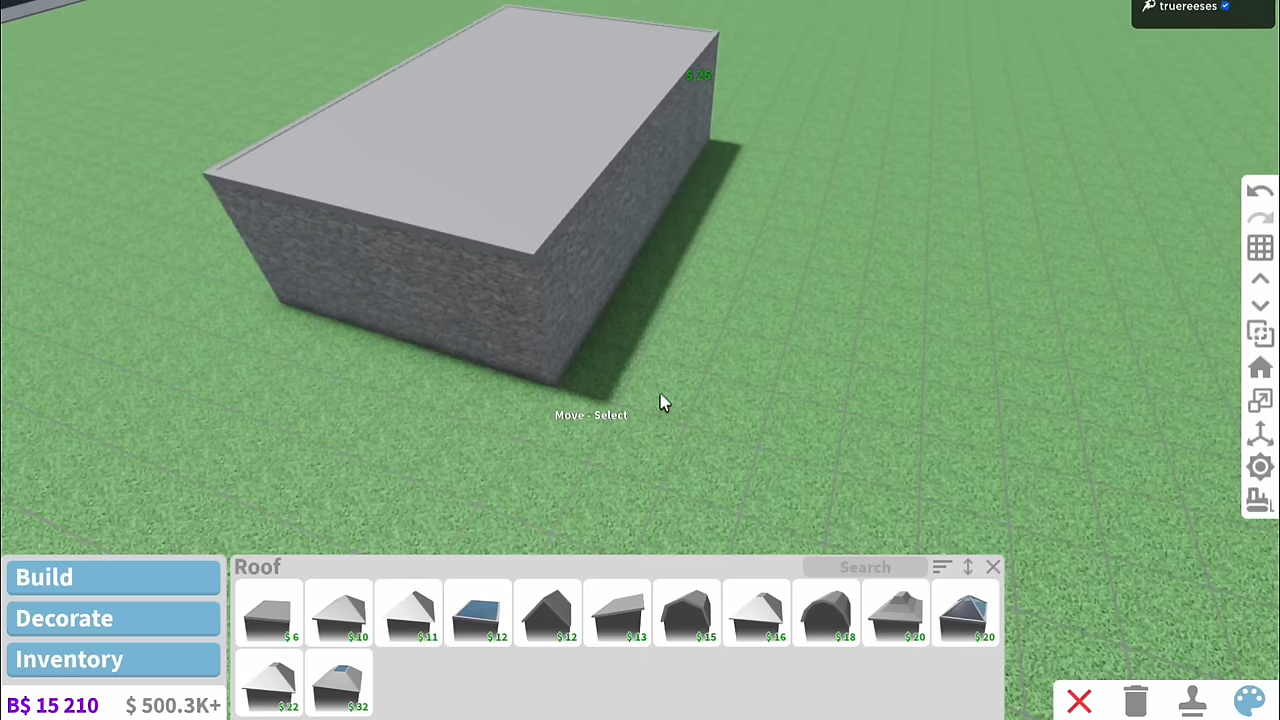 truereeses
$ 25
Move - Select
Build
Decorate
Inventory
B$ 15 210 $ 500.3K+
Roof
Search
$ 6 $ 10 $ 11 $ 12 $ 12 $ 13 $ 15 $ 16 $ 18 $ 20 $ 20
$ 22 $ 32